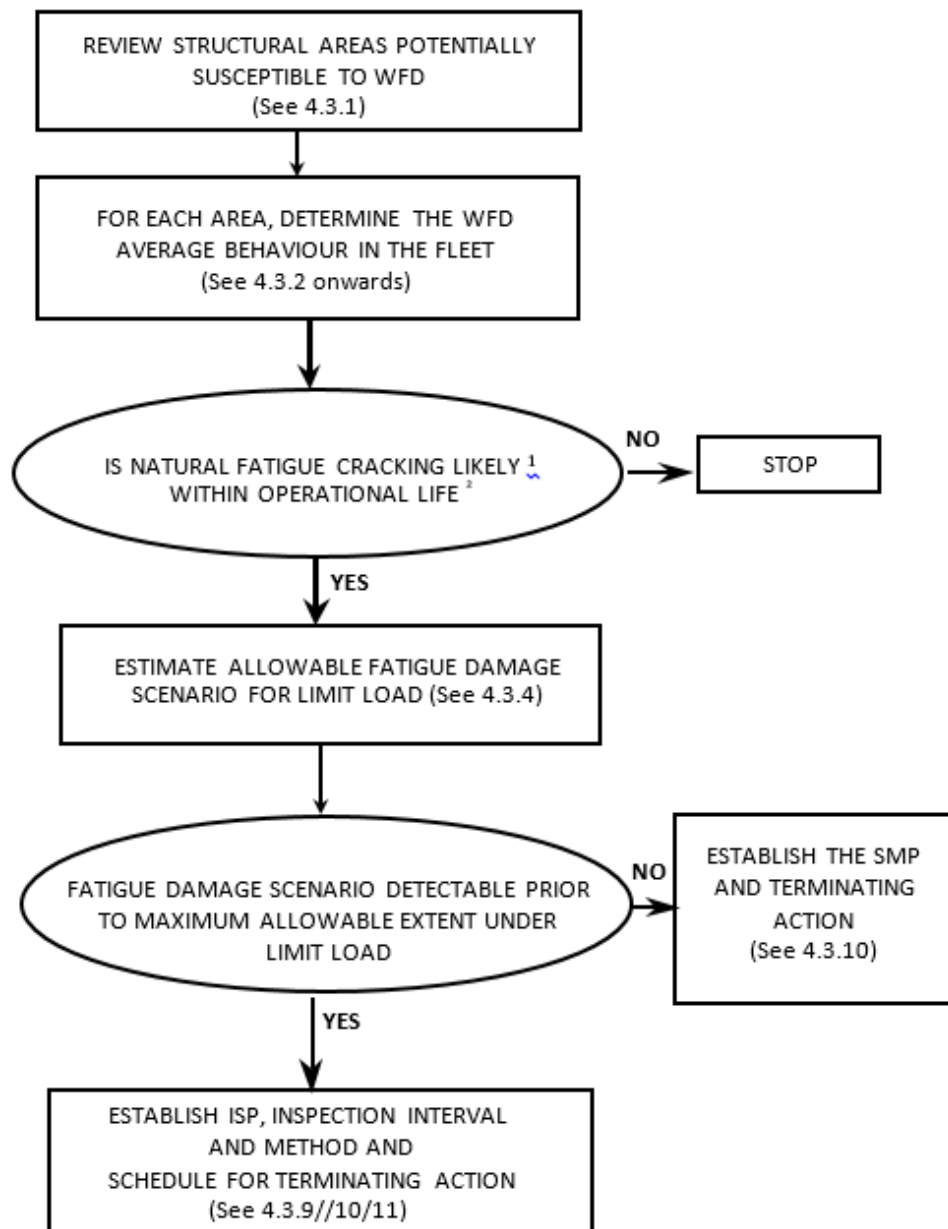 REVIEW STRUCTURAL AREAS POTENTIALLY
SUSCEPTIBLE TO WFD
(See 4.3.1)
FOR EACH AREA, DETERMINE THE WFD
AVERAGE BEHAVIOUR IN THE FLEET
(See 4.3.2 onwards)
IS NATURAL FATIGUE CRACKING LIKELY ¹
WITHIN OPERATIONAL LIFE ²
NO
STOP
YES
ESTIMATE ALLOWABLE FATIGUE DAMAGE
SCENARIO FOR LIMIT LOAD (See 4.3.4)
FATIGUE DAMAGE SCENARIO DETECTABLE PRIOR
TO MAXIMUM ALLOWABLE EXTENT UNDER
LIMIT LOAD
NO
ESTABLISH THE SMP
AND TERMINATING
ACTION
(See 4.3.10)
YES
ESTABLISH ISP, INSPECTION INTERVAL
AND METHOD AND
SCHEDULE FOR TERMINATING ACTION
(See 4.3.9//10/11)